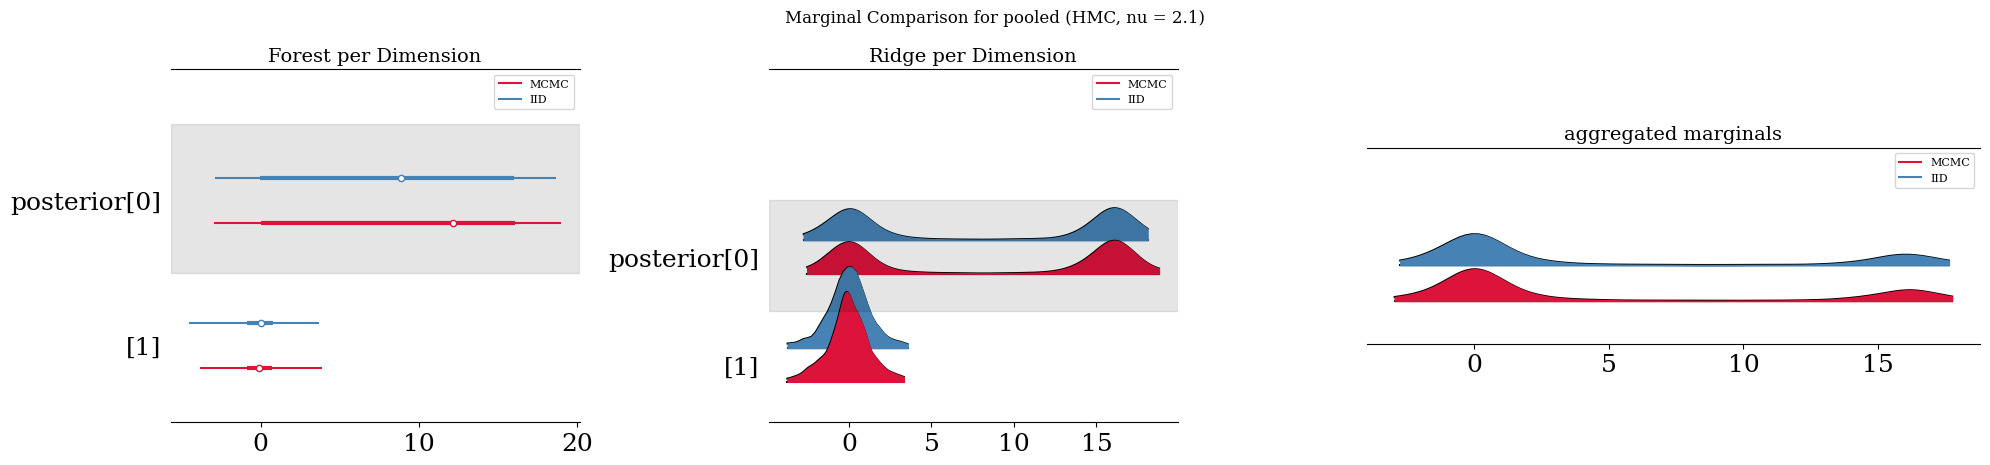 Marginal Comparison for pooled (HMC, nu = 2.1)
Forest per Dimension
MCMC
IID
posterior[0]
[1]
0 10 20
Ridge per Dimension
MCMC
IID
posterior[0]
[1]
0 5 10 15
aggregated marginals
MCMC
IID
0 5 10 15